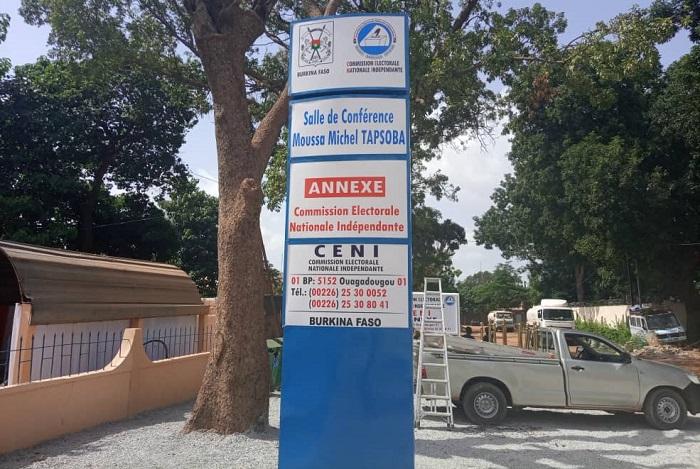 BURKINA FASO
COMMISSION ELECTORALE
NATIONALE INDEPENDANTE
Salle de Conférence
Moussa Michel TAPSOBA
ANNEXE
Commission Electorale
Nationale Indépendante
CENI
COMMISSION ELECTORALE
NATIONALE INDEPENDANTE
01 BP: 5152 Ouagadougou 01
Tél.: (00226) 25 30 0052
(00226) 25 30 80 41
BURKINA FASO